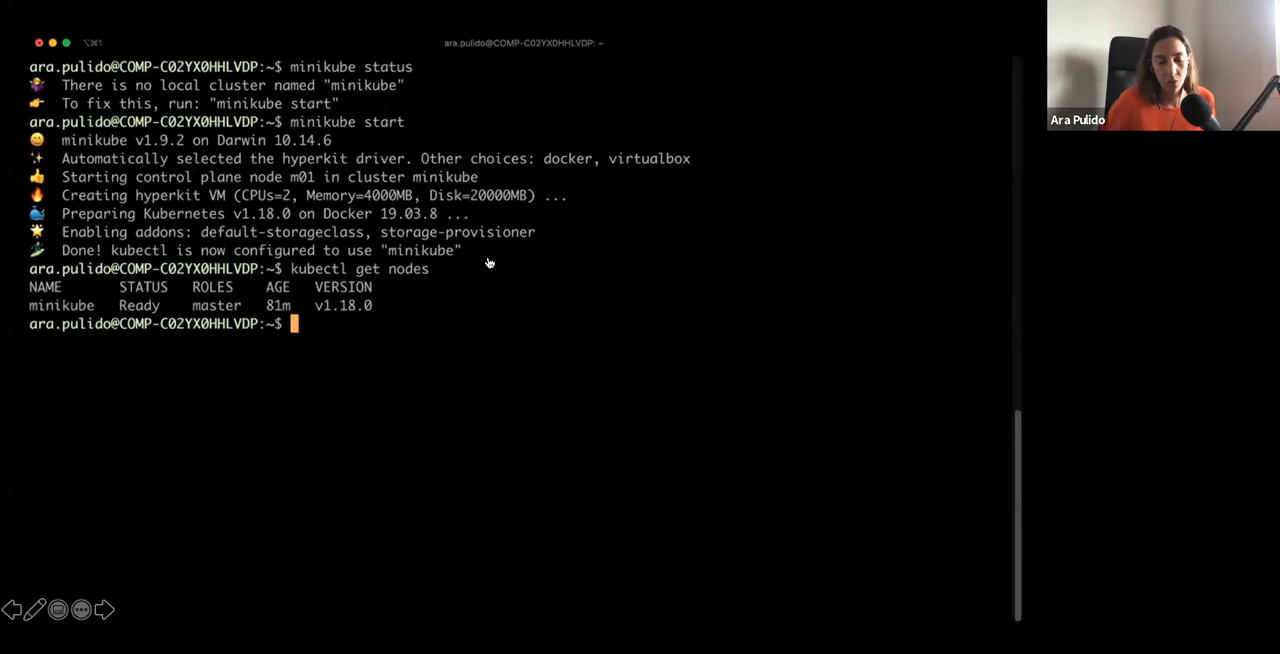 ⌥⌘1
ara.pulido@COMP-C02YX0HHLVDP: ~
ara.pulido@COMP-C02YX0HHLVDP:~$ minikube status
There is no local cluster named "minikube"
To fix this, run: "minikube start"
ara.pulido@COMP-C02YX0HHLVDP:~$ minikube start
minikube v1.9.2 on Darwin 10.14.6
Automatically selected the hyperkit driver. Other choices: docker, virtualbox
Starting control plane node m01 in cluster minikube
Creating hyperkit VM (CPUs=2, Memory=4000MB, Disk=20000MB) ...
Preparing Kubernetes v1.18.0 on Docker 19.03.8 ...
Enabling addons: default-storageclass, storage-provisioner
Done! kubectl is now configured to use "minikube"
ara.pulido@COMP-C02YX0HHLVDP:~$ kubectl get nodes
NAME STATUS ROLES AGE VERSION
minikube Ready master 81m v1.18.0
ara.pulido@COMP-C02YX0HHLVDP:~$
Ara Pulido